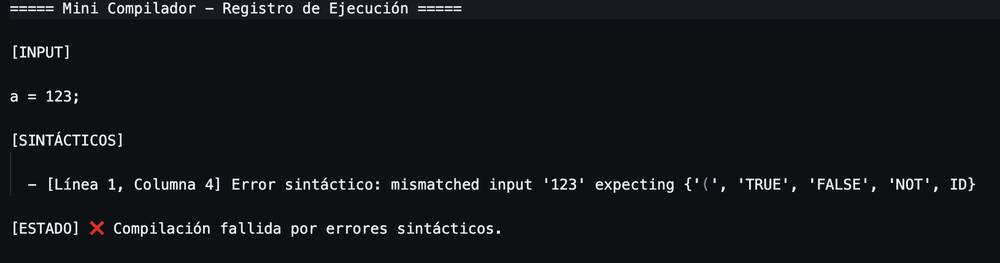 ===== Mini Compilador – Registro de Ejecución =====
[INPUT]
a = 123;
[SINTÁCTICOS]
– [Línea 1, Columna 4] Error sintáctico: mismatched input '123' expecting {'(', 'TRUE', 'FALSE', 'NOT', ID}
[ESTADO] ❌ Compilación fallida por errores sintácticos.